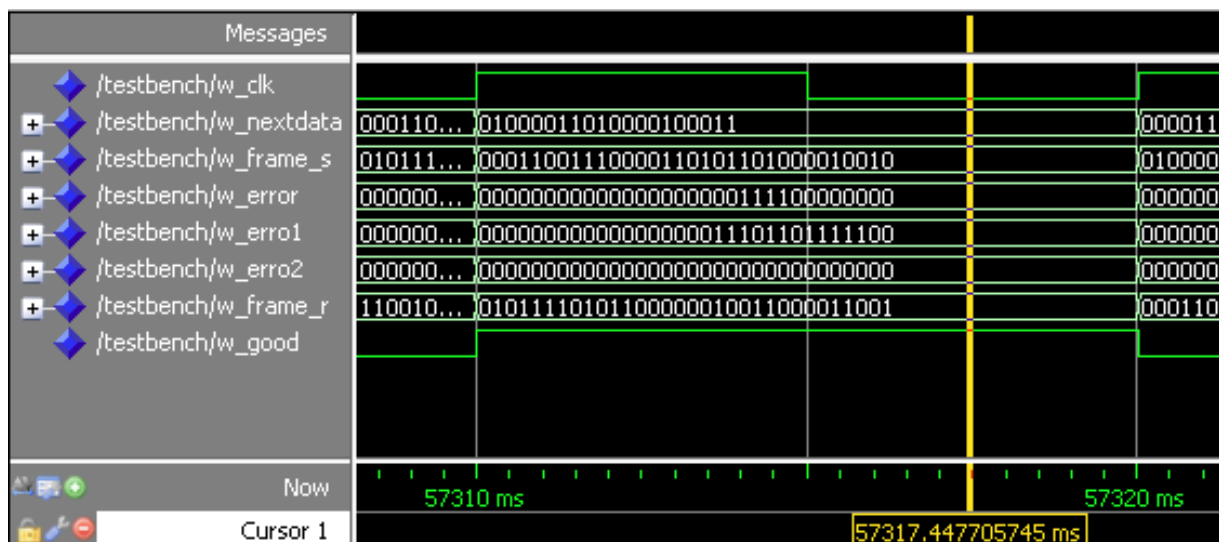 Messages
/testbench/w_clk
/testbench/w_nextdata 000110... 01000011010000100011 000011
/testbench/w_frame_s 010111... 00011001110000110101101000010010 010000
/testbench/w_error 000000... 00000000000000000000111100000000 000000
/testbench/w_erro1 000000... 00000000000000000011101101111100 000000
/testbench/w_erro2 000000... 00000000000000000000000000000000 000000
/testbench/w_frame_r 110010... 01011110101100000010011000011001 000110
/testbench/w_good
Now 57310 ms 57320 ms
Cursor 1 57317.447705745 ms